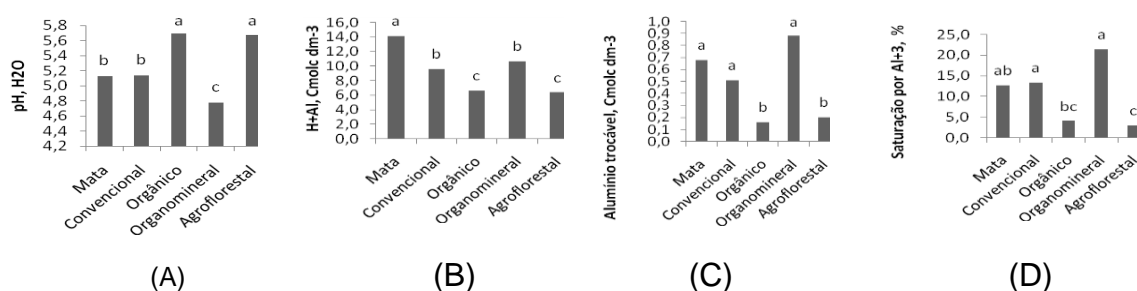 pH, H2O
5,8
5,6
5,4
5,2
5,0
4,8
4,6
4,4
4,2
b b a c a
Mata
Convencional
Orgânico
Organomineral
Agroflorestal
(A)
H+Al, Cmolc dm-3
16,0
14,0
12,0
10,0
8,0
6,0
4,0
2,0
0,0
a b c b c
Mata
Convencional
Orgânico
Organomineral
Agroflorestal
(B)
Alumínio trocável, Cmolc dm-3
0,9
0,8
0,7
0,6
0,5
0,4
0,3
0,2
0,1
0,0
a a b a b
Mata
Convencional
Orgânico
Organomineral
Agroflorestal
(C)
Saturação por Al+3, %
25,0
20,0
15,0
10,0
5,0
0,0
ab a bc a c
Mata
Convencional
Orgânico
Organomineral
Agroflorestal
(D)